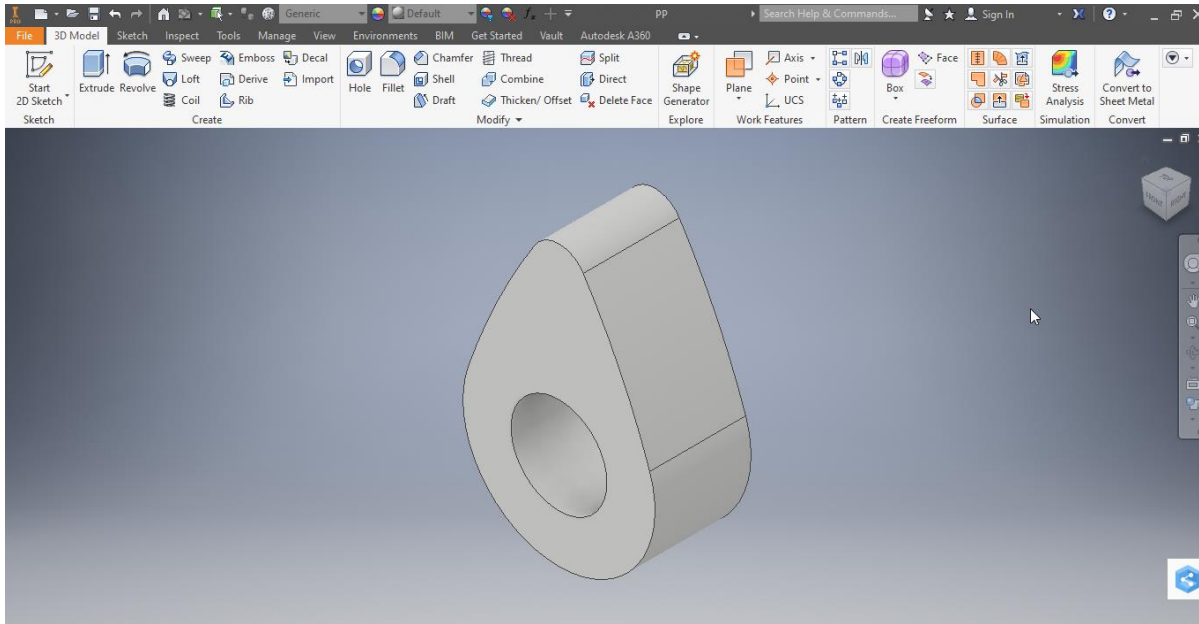 PRO Generic Default PP Search Help & Commands... Sign In
File 3D Model Sketch Inspect Tools Manage View Environments BIM Get Started Vault Autodesk A360
Start 2D Sketch
Extrude Revolve
Sweep Emboss Decal
Loft Derive Import
Coil Rib
Hole Fillet
Chamfer Thread Split
Shell Combine Direct
Draft Thicken/ Offset Delete Face
Shape Generator
Plane
Axis
Point
UCS
Box
Face
Stress Analysis
Convert to Sheet Metal
Sketch Create Modify Explore Work Features Pattern Create Freeform Surface Simulation Convert
FRONT RIGHT